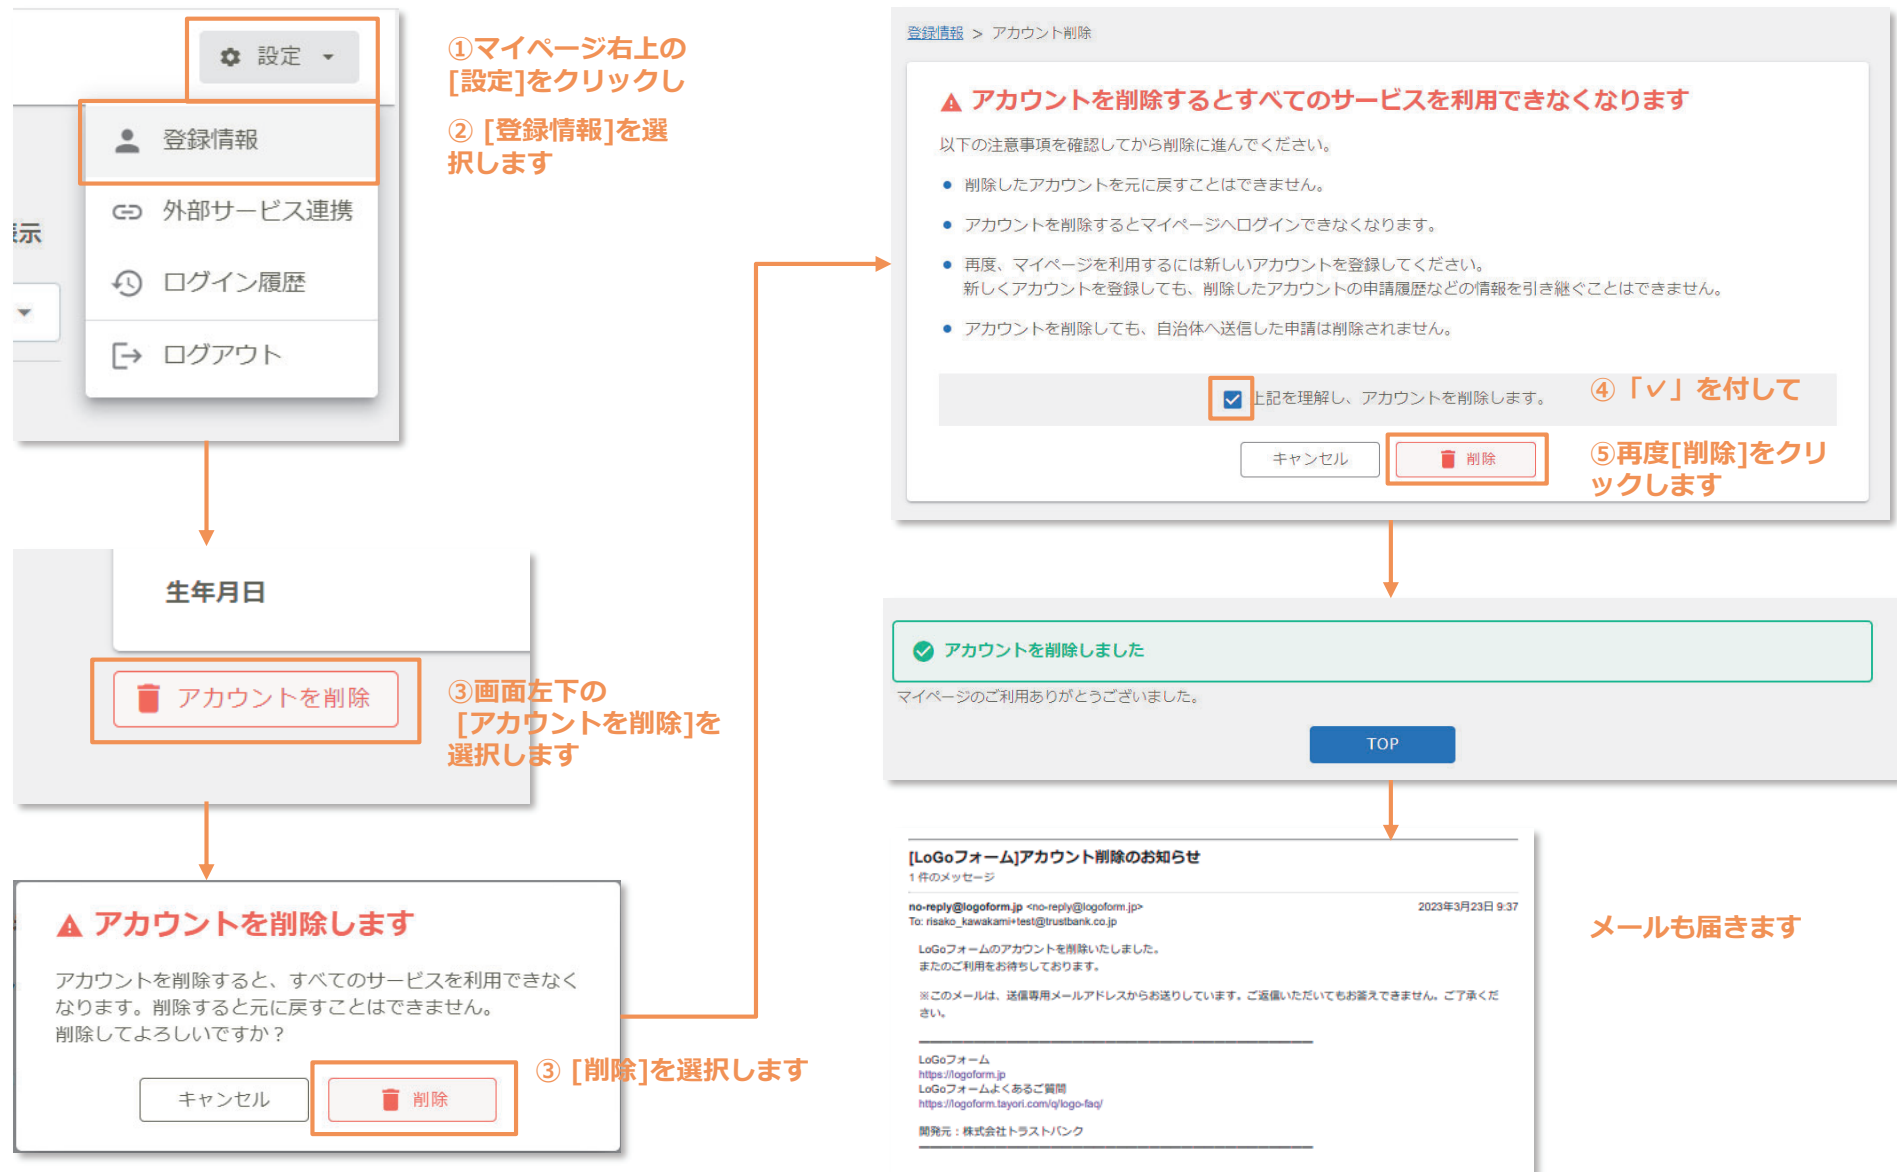 設定
登録情報
外部サービス連携
ログイン履歴
ログアウト
示
①マイページ右上の
[設定]をクリックし
② [登録情報]を選
択します
生年月日
アカウントを削除
③画面左下の
[アカウントを削除]を
選択します
アカウントを削除します
アカウントを削除すると、すべてのサービスを利用できなく
なります。削除すると元に戻すことはできません。
削除してよろしいですか？
キャンセル
削除
③ [削除]を選択します
登録情報 > アカウント削除
アカウントを削除するとすべてのサービスを利用できなくなります
以下の注意事項を確認してから削除に進んでください。
● 削除したアカウントを元に戻すことはできません。
● アカウントを削除するとマイページへログインできなくなります。
● 再度、マイページを利用するには新しいアカウントを登録してください。
新しくアカウントを登録しても、削除したアカウントの申請履歴などの情報を引き継ぐことはできません。
● アカウントを削除しても、自治体へ送信した申請は削除されません。
上記を理解し、アカウントを削除します。
④「✓」を付して
キャンセル
削除
⑤再度[削除]をクリ
ックします
アカウントを削除しました
マイページのご利用ありがとうございました。
TOP
[LoGoフォーム]アカウント削除のお知らせ
1 件のメッセージ
no-reply@logoform.jp <no-reply@logoform.jp>
2023年3月23日 9:37
To: risako_kawakami+test@trustbank.co.jp
LoGoフォームのアカウントを削除いたしました。
またのご利用をお待ちしております。
※このメールは、送信専用メールアドレスからお送りしています。ご返信いただいてもお答えできません。ご了承くだ
さい。
LoGoフォーム
https://logoform.jp
LoGoフォームよくあるご質問
https://logoform.tayori.com/q/logo-faq/
開発元：株式会社トラストバンク
メールも届きます